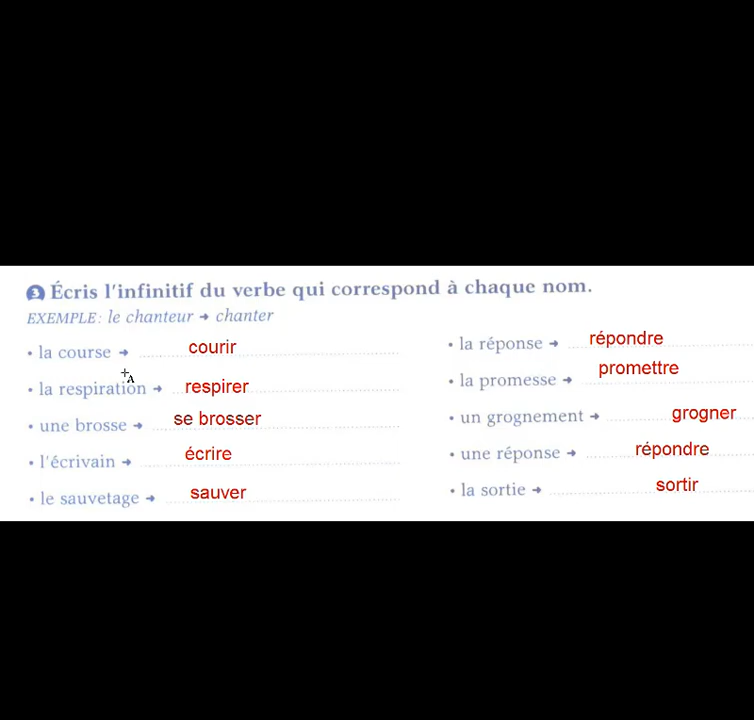 3 Écris l'infinitif du verbe qui correspond à chaque nom.
EXEMPLE : le chanteur → chanter
• la course → courir
• la respiration → respirer
• une brosse → se brosser
• l'écrivain → écrire
• le sauvetage → sauver
• la réponse → répondre
• la promesse → promettre
• un grognement → grogner
• une réponse → répondre
• la sortie → sortir